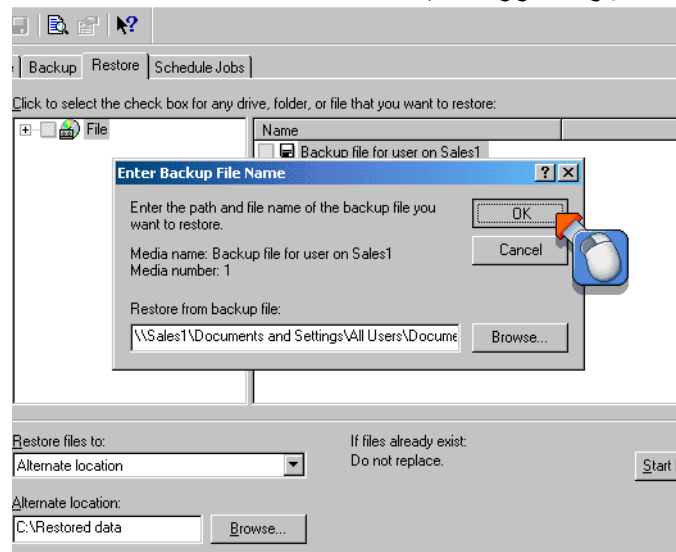 Backup Restore Schedule Jobs
Click to select the check box for any drive, folder, or file that you want to restore:
File
Name
Backup file for user on Sales1
Enter Backup File Name
Enter the path and file name of the backup file you
want to restore.
OK
Media name: Backup file for user on Sales1
Cancel
Media number: 1
Restore from backup file:
\\Sales1\Documents and Settings\All Users\Docume
Browse...
Restore files to:
If files already exist:
Alternate location
Do not replace.
Start
Alternate location:
C:\Restored data
Browse...